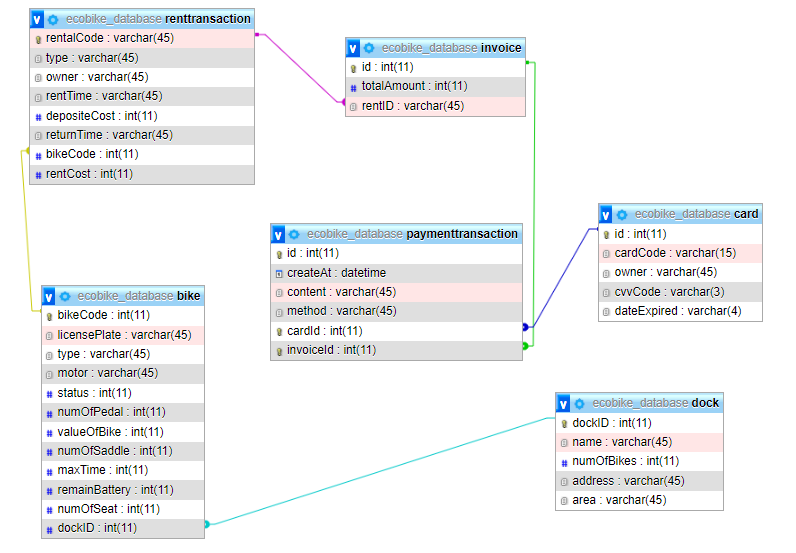 ecobike_database renttransaction
rentalCode : varchar(45)
type : varchar(45)
owner : varchar(45)
rentTime : varchar(45)
depositeCost : int(11)
returnTime : varchar(45)
bikeCode : int(11)
rentCost : int(11)
ecobike_database invoice
id : int(11)
totalAmount : int(11)
rentID : varchar(45)
ecobike_database paymenttransaction
id : int(11)
createAt : datetime
content : varchar(45)
method : varchar(45)
cardId : int(11)
invoiceId : int(11)
ecobike_database card
id : int(11)
cardCode : varchar(15)
owner : varchar(45)
cvvCode : varchar(3)
dateExpired : varchar(4)
ecobike_database bike
bikeCode : int(11)
licensePlate : varchar(45)
type : varchar(45)
motor : varchar(45)
status : int(11)
numOfPedal : int(11)
valueOfBike : int(11)
numOfSaddle : int(11)
maxTime : int(11)
remainBattery : int(11)
numOfSeat : int(11)
dockID : int(11)
ecobike_database dock
dockID : int(11)
name : varchar(45)
numOfBikes : int(11)
address : varchar(45)
area : varchar(45)